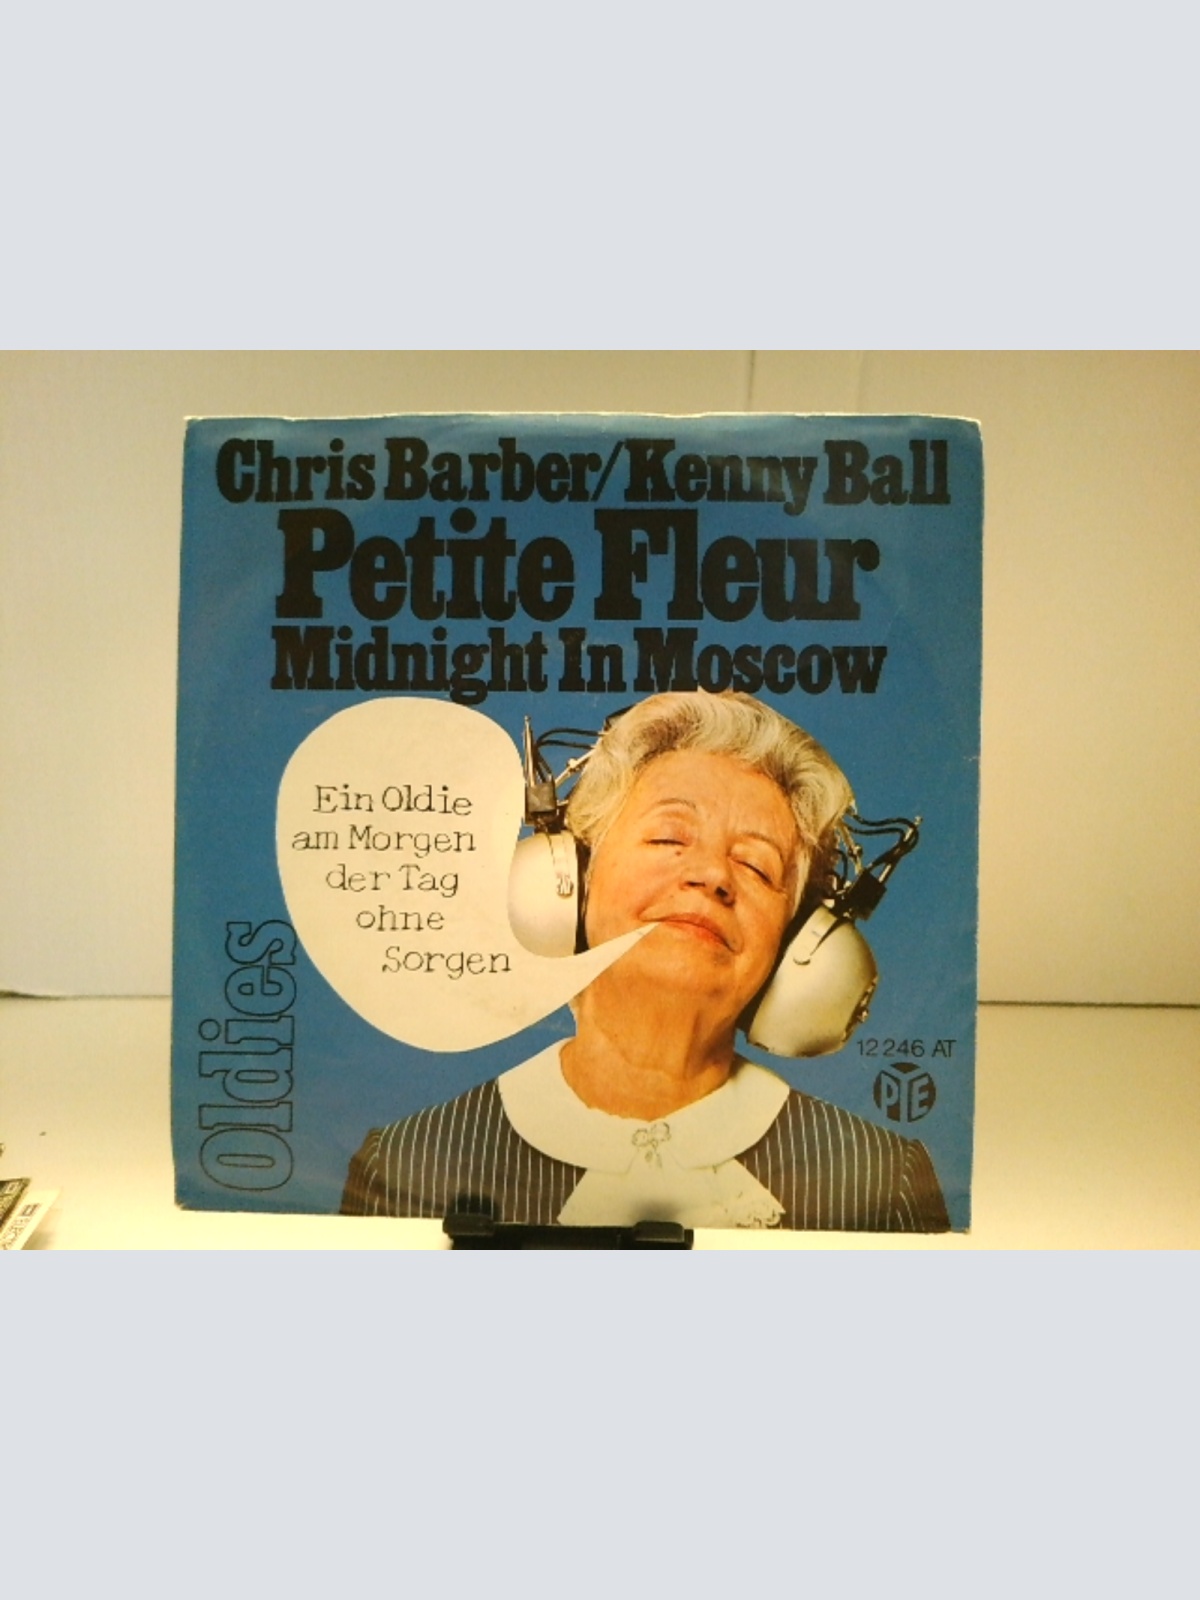 Chris Barber/Kenny Ball
Petite Fleur
Midnight In Moscow
Ein Oldie
am Morgen
der Tag
ohne
Sorgen
Oldies
12 246 AT
PYE